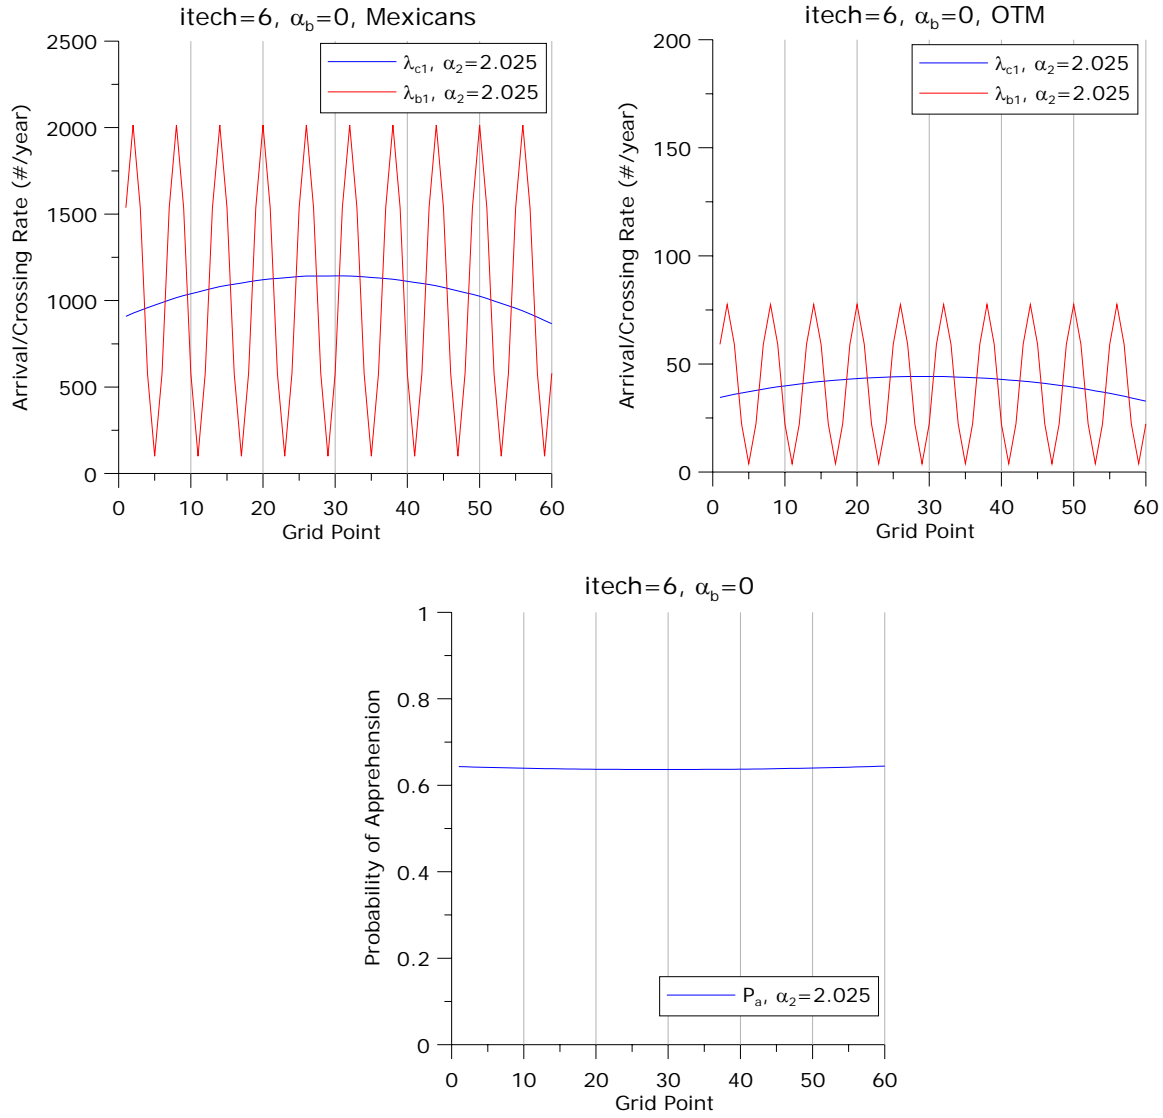 itech=6, αb=0, Mexicans
2500
2000
1500
1000
500
0
Arrival/Crossing Rate (#/year)
λc1, α2=2.025
λb1, α2=2.025
0 10 20 30 40 50 60
Grid Point
itech=6, αb=0, OTM
200
150
100
50
0
Arrival/Crossing Rate (#/year)
λc1, α2=2.025
λb1, α2=2.025
0 10 20 30 40 50 60
Grid Point
itech=6, αb=0
1
0.8
0.6
0.4
0.2
0
Probability of Apprehension
Pa, α2=2.025
0 10 20 30 40 50 60
Grid Point